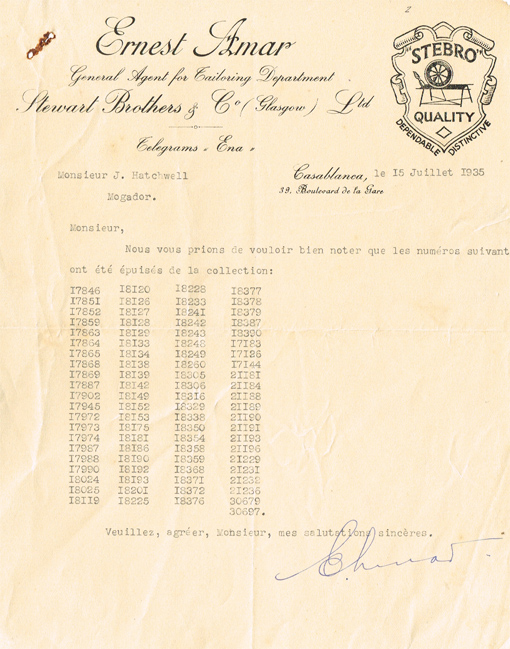 2
Ernest Amar
General Agent for Tailoring Department
Stewart Brothers & Co (Glasgow) Ltd
Telegrams « Ena »
"STEBRO"
QUALITY
DEPENDABLE DISTINCTIVE
Monsieur J. Hatchwell
Mogador.
Casablanca, le 15 Juillet 1935
39, Boulevard de la Gare
Monsieur,
Nous vous prions de vouloir bien noter que les numéros suivant
ont été épuisés de la collection:
17846 18120 18228 18377
17851 18126 18233 18378
17852 18127 18241 18379
17859 18128 18242 18387
17863 18129 18243 18390
17864 18133 18248 17183
17865 18134 18249 17126
17868 18138 18260 17144
17869 18139 18305 21181
17887 18142 18306 21184
17902 18149 18316 21188
17945 18152 18329 21189
17972 18153 18338 21190
17973 18175 18350 21191
17974 18181 18354 21193
17987 18186 18358 21196
17988 18190 18359 21229
17990 18192 18368 21231
18024 18193 18371 21232
18025 18201 18372 21236
18119 18225 18376 30679
30697.
Veuillez, agréer, Monsieur, mes salutations sincères.